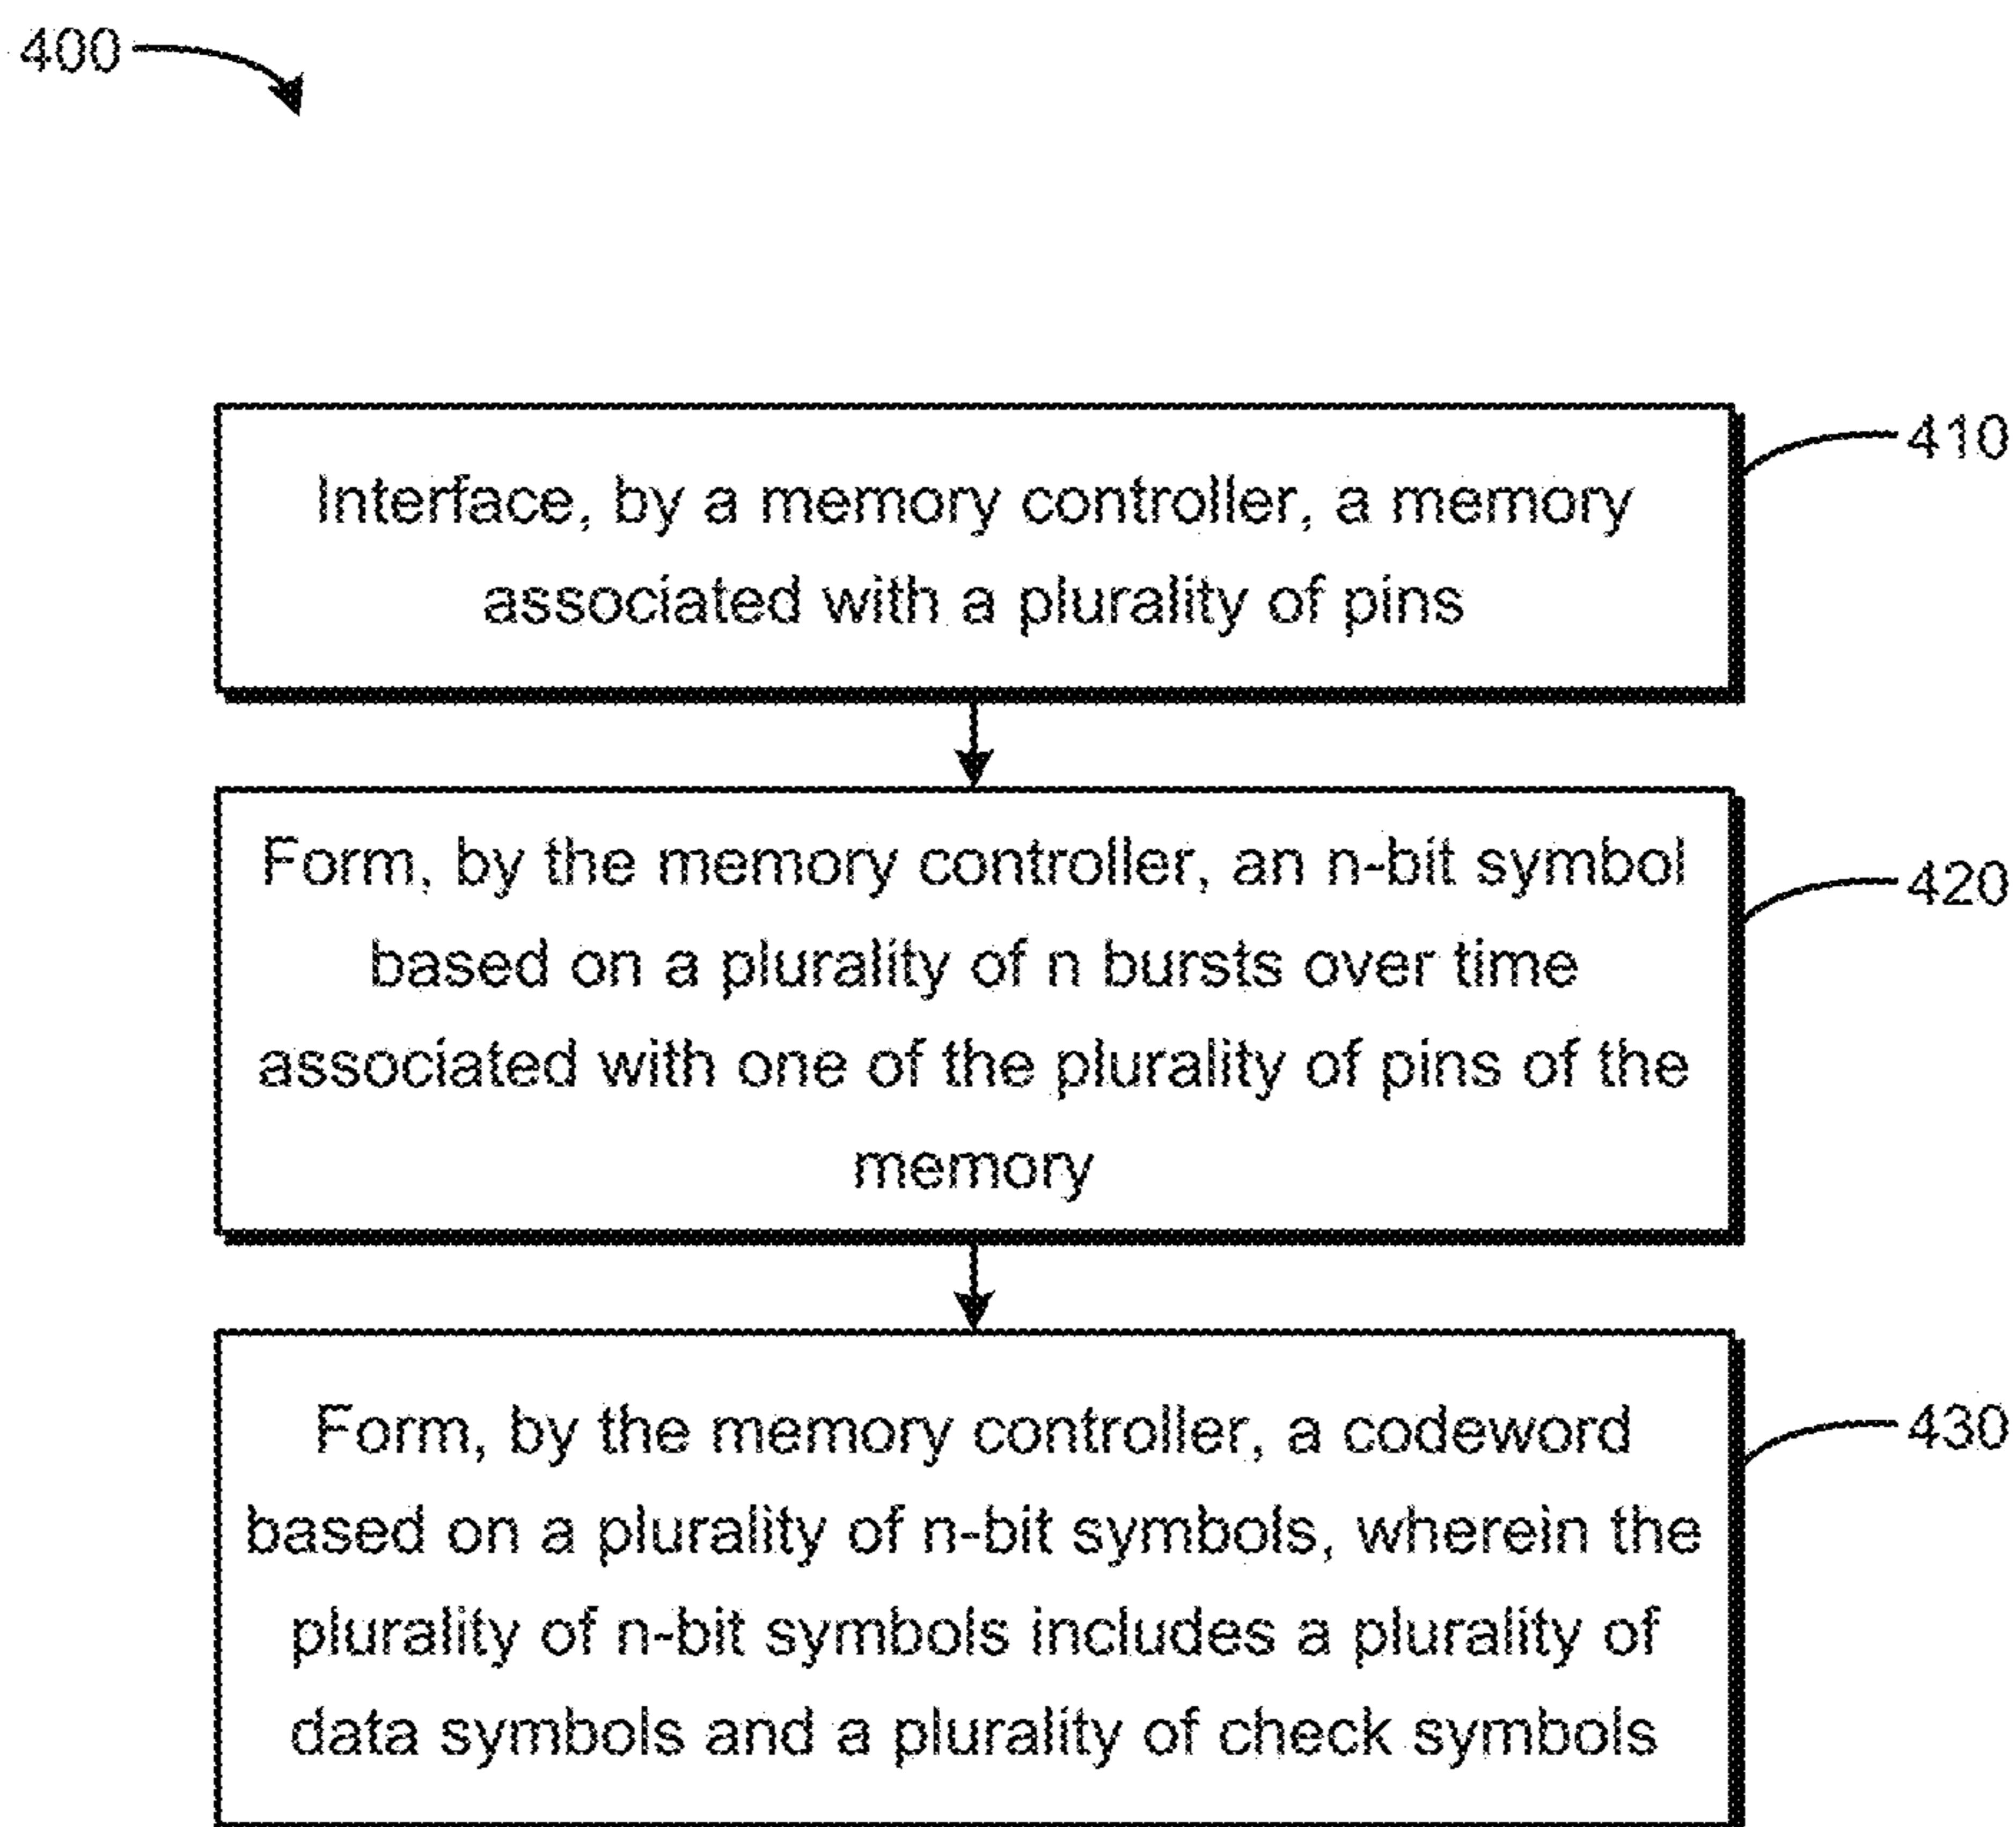 400
410
Interface, by a memory controller, a memory
associated with a plurality of pins
420
Form, by the memory controller, an n-bit symbol
based on a plurality of n bursts over time
associated with one of the plurality of pins of the
memory
430
Form, by the memory controller, a codeword
based on a plurality of n-bit symbols, wherein the
plurality of n-bit symbols includes a plurality of
data symbols and a plurality of check symbols